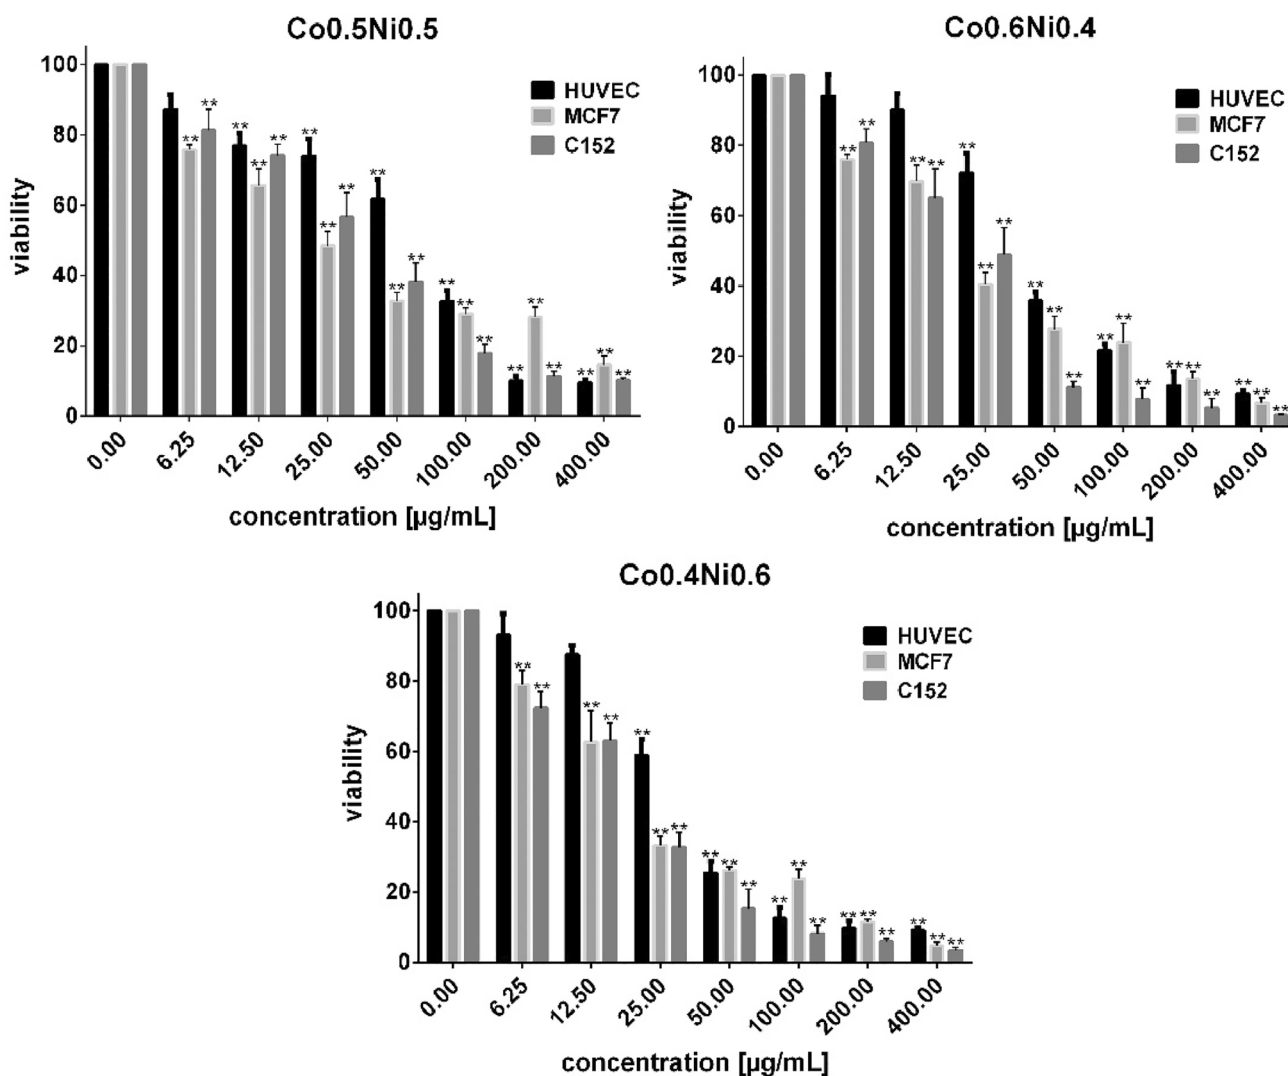 Co0.5Ni0.5
100
80
60
40
20
0
viability
HUVEC
MCF7
C152
** ** ** ** ** ** ** ** ** ** ** ** ** ** ** ** ** ** ** **
0.00 6.25 12.50 25.00 50.00 100.00 200.00 400.00
concentration [µg/mL]
Co0.6Ni0.4
100
80
60
40
20
0
viability
HUVEC
MCF7
C152
** ** ** ** ** ** ** ** ** ** ** ** ** ** ** ** ** ** **
0.00 6.25 12.50 25.00 50.00 100.00 200.00 400.00
concentration [µg/mL]
Co0.4Ni0.6
100
80
60
40
20
0
viability
HUVEC
MCF7
C152
** ** ** ** ** ** ** ** ** ** ** ** ** ** ** ** ** ** **
0.00 6.25 12.50 25.00 50.00 100.00 200.00 400.00
concentration [µg/mL]